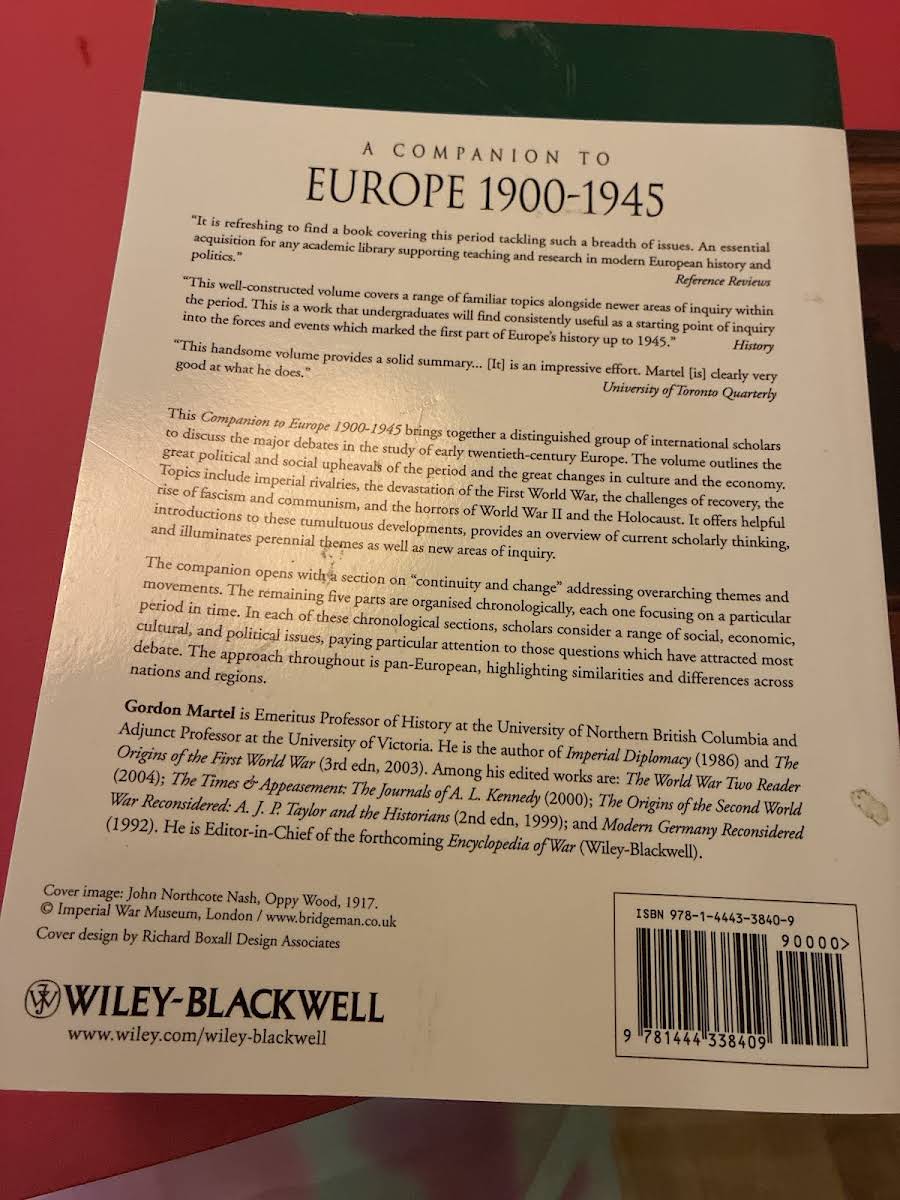 A COMPANION TO
EUROPE 1900-1945
“It is refreshing to find a book covering this period tackling such a breadth of issues. An essential
acquisition for any academic library supporting teaching and research in modern European history and
politics.”
Reference Reviews
“This well-constructed volume covers a range of familiar topics alongside newer areas of inquiry within
the period. This is a work that undergraduates will find consistently useful as a starting point of inquiry
into the forces and events which marked the first part of Europe’s history up to 1945.” History
“This handsome volume provides a solid summary... [It] is an impressive effort. Martel [is] clearly very
good at what he does.” University of Toronto Quarterly
This Companion to Europe 1900-1945 brings together a distinguished group of international scholars
to discuss the major debates in the study of early twentieth-century Europe. The volume outlines the
great political and social upheavals of the period and the great changes in culture and the economy.
Topics include imperial rivalries, the devastation of the First World War, the challenges of recovery, the
rise of fascism and communism, and the horrors of World War II and the Holocaust. It offers helpful
introductions to these tumultuous developments, provides an overview of current scholarly thinking,
and illuminates perennial themes as well as new areas of inquiry.
The companion opens with a section on “continuity and change” addressing overarching themes and
movements. The remaining five parts are organised chronologically, each one focusing on a particular
period in time. In each of these chronological sections, scholars consider a range of social, economic,
cultural, and political issues, paying particular attention to those questions which have attracted most
debate. The approach throughout is pan-European, highlighting similarities and differences across
nations and regions.
Gordon Martel is Emeritus Professor of History at the University of Northern British Columbia and
Adjunct Professor at the University of Victoria. He is the author of Imperial Diplomacy (1986) and The
Origins of the First World War (3rd edn, 2003). Among his edited works are: The World War Two Reader
(2004); The Times & Appeasement: The Journals of A. L. Kennedy (2000); The Origins of the Second World
War Reconsidered: A. J. P. Taylor and the Historians (2nd edn, 1999); and Modern Germany Reconsidered
(1992). He is Editor-in-Chief of the forthcoming Encyclopedia of War (Wiley-Blackwell).
Cover image: John Northcote Nash, Oppy Wood, 1917.
© Imperial War Museum, London / www.bridgeman.co.uk
Cover design by Richard Boxall Design Associates
WILEY-BLACKWELL
www.wiley.com/wiley-blackwell
ISBN 978-1-4443-3840-9
90000>
9 781444 338409